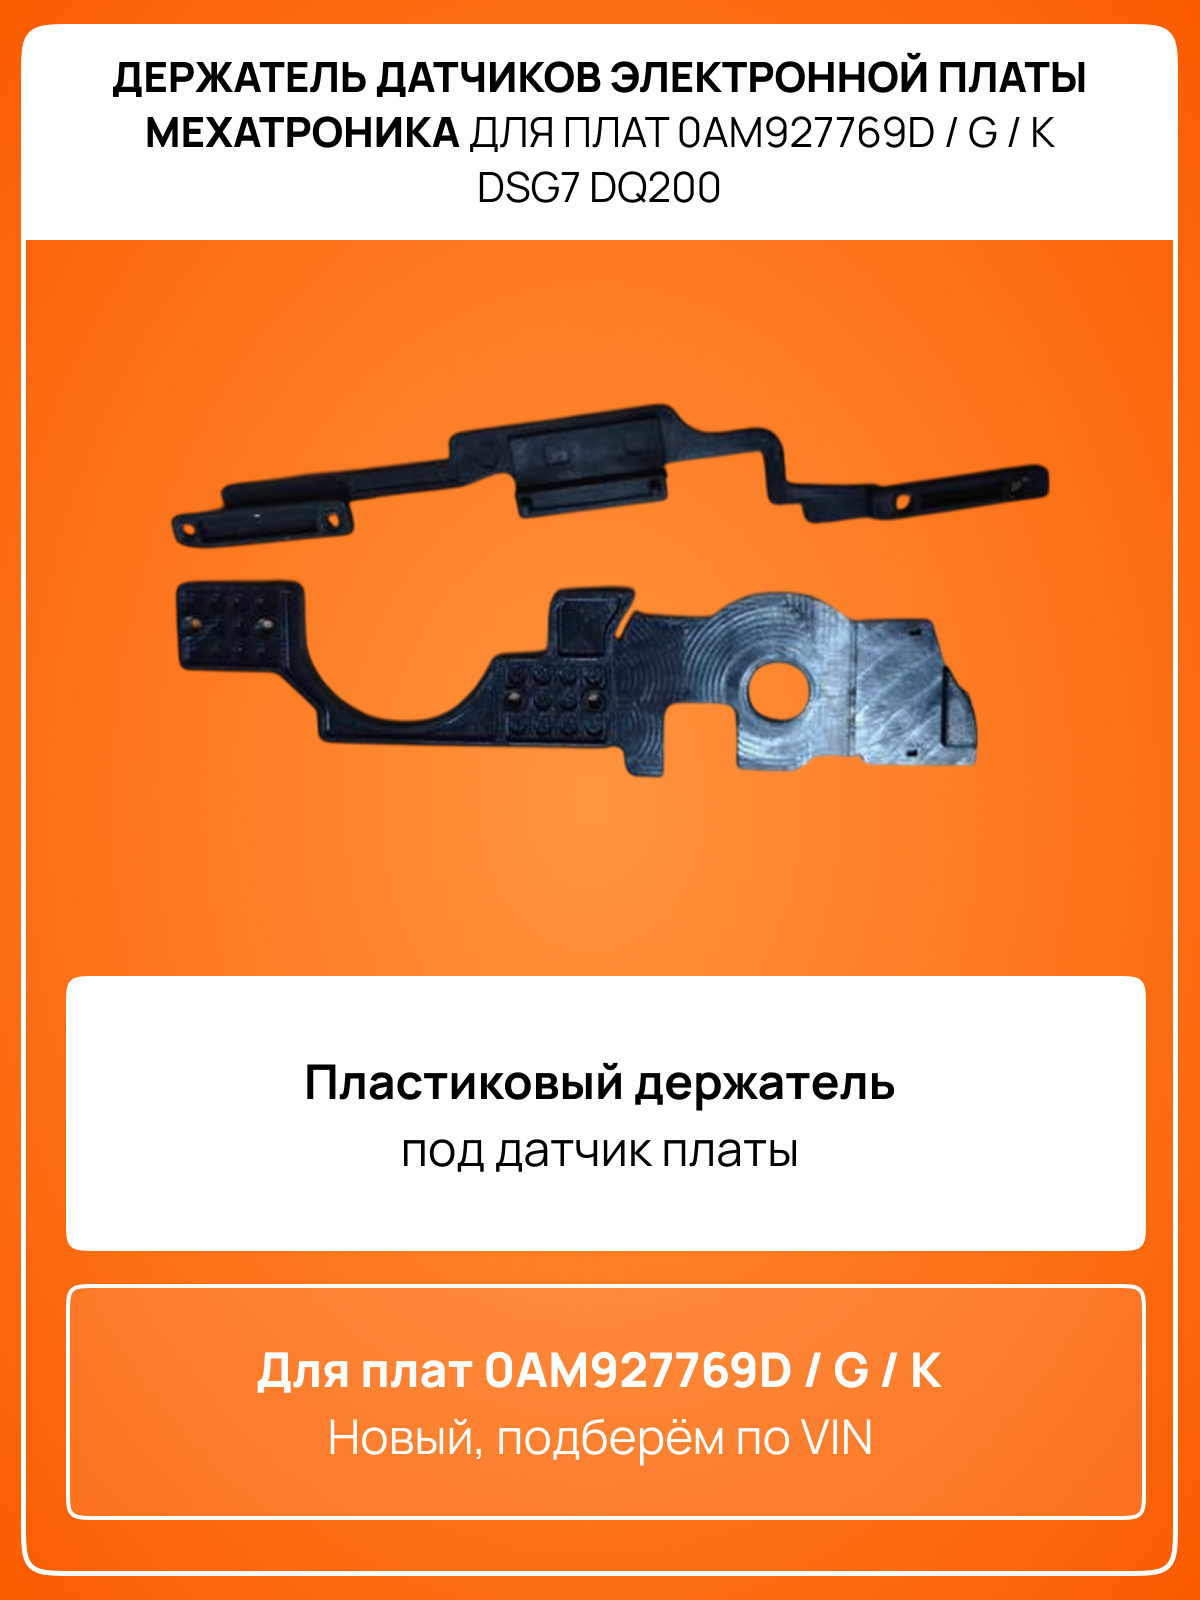 ДЕРЖАТЕЛЬ ДАТЧИКОВ ЭЛЕКТРОННОЙ ПЛАТЫ
МЕХАТРОНИКА ДЛЯ ПЛАТ 0AM927769D / G / K
DSG7 DQ200
Пластиковый держатель
под датчик платы
Для плат 0AM927769D / G / K
Новый, подберём по VIN